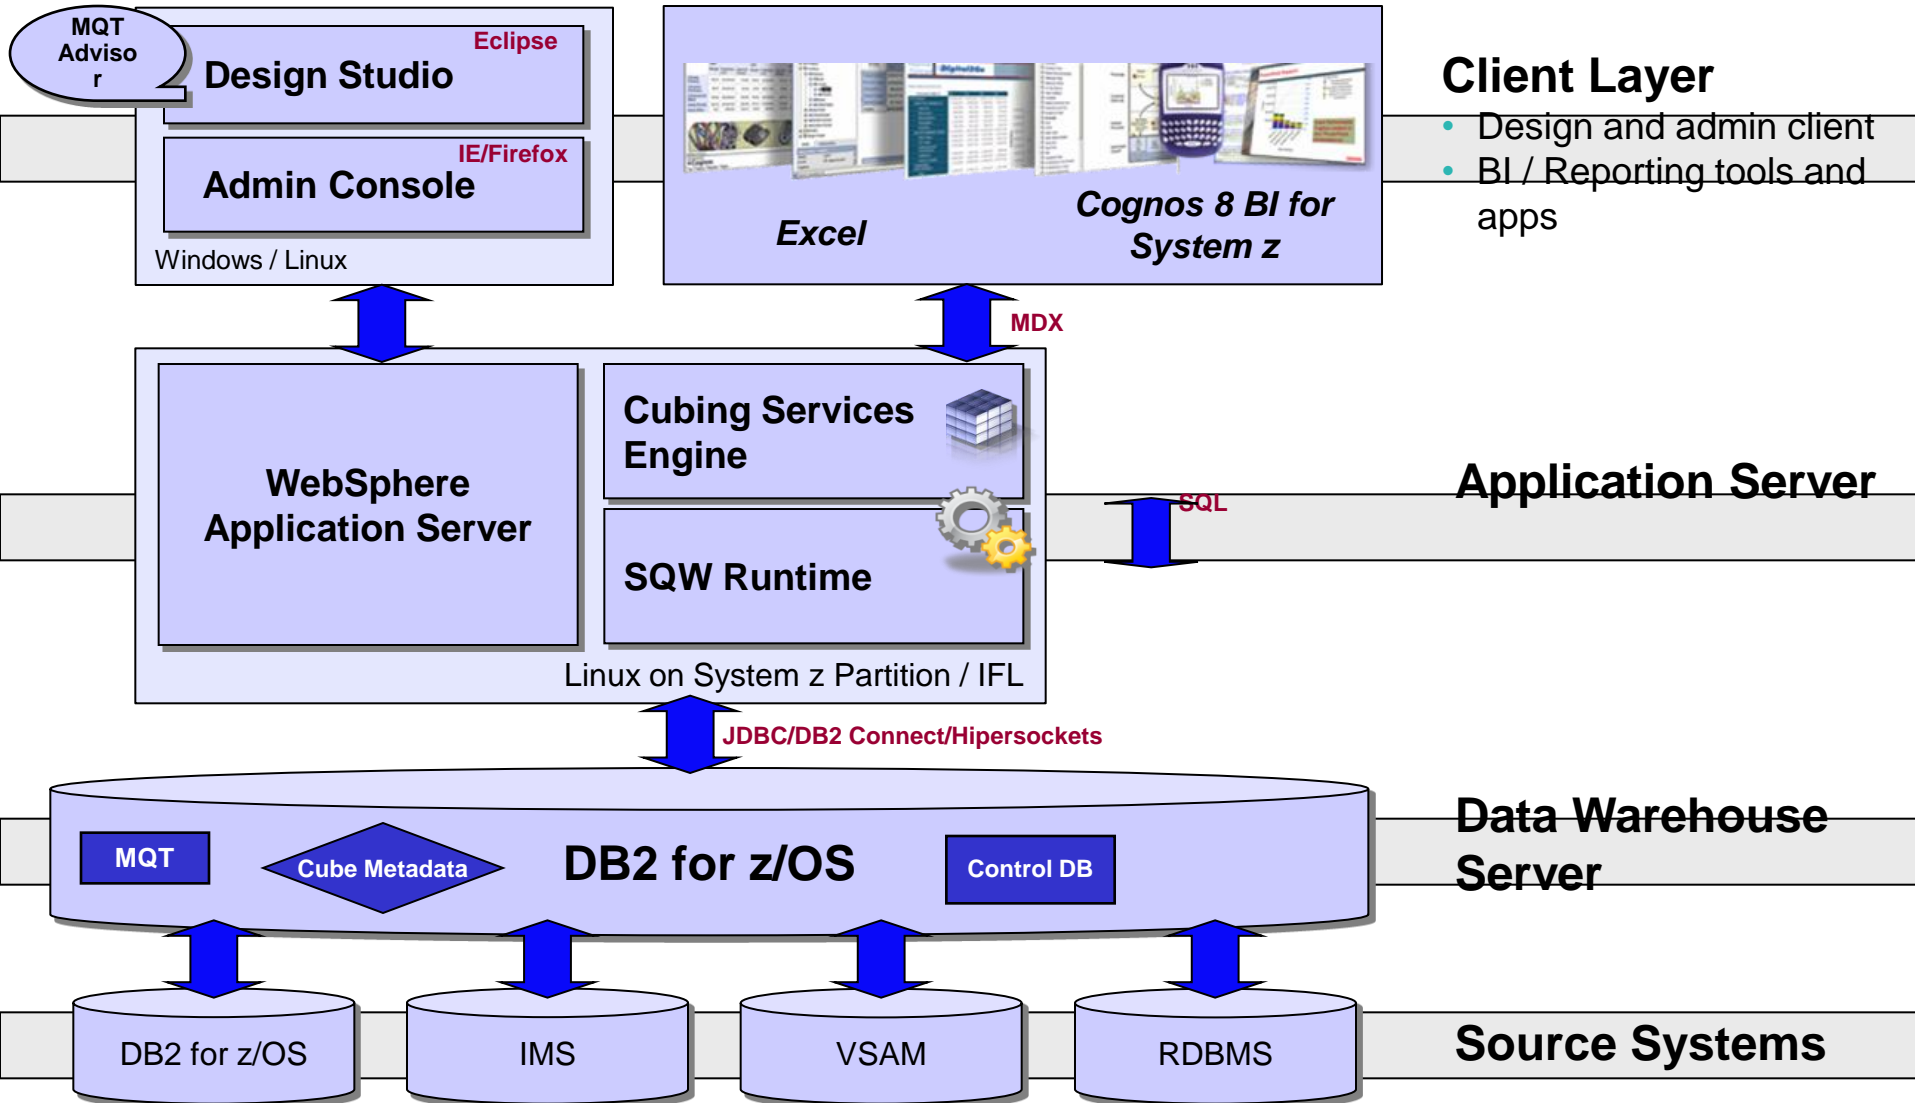 MQT
Adviso
r
Eclipse
Design Studio
IE/Firefox
Admin Console
Windows / Linux
Excel
Cognos 8 BI for
System z
Client Layer
• Design and admin client
• BI / Reporting tools and
apps
MDX
WebSphere
Application Server
Cubing Services
Engine
SQW Runtime
Linux on System z Partition / IFL
SQL
Application Server
JDBC/DB2 Connect/Hipersockets
MQT
Cube Metadata
DB2 for z/OS
Control DB
Data Warehouse
Server
DB2 for z/OS
IMS
VSAM
RDBMS
Source Systems